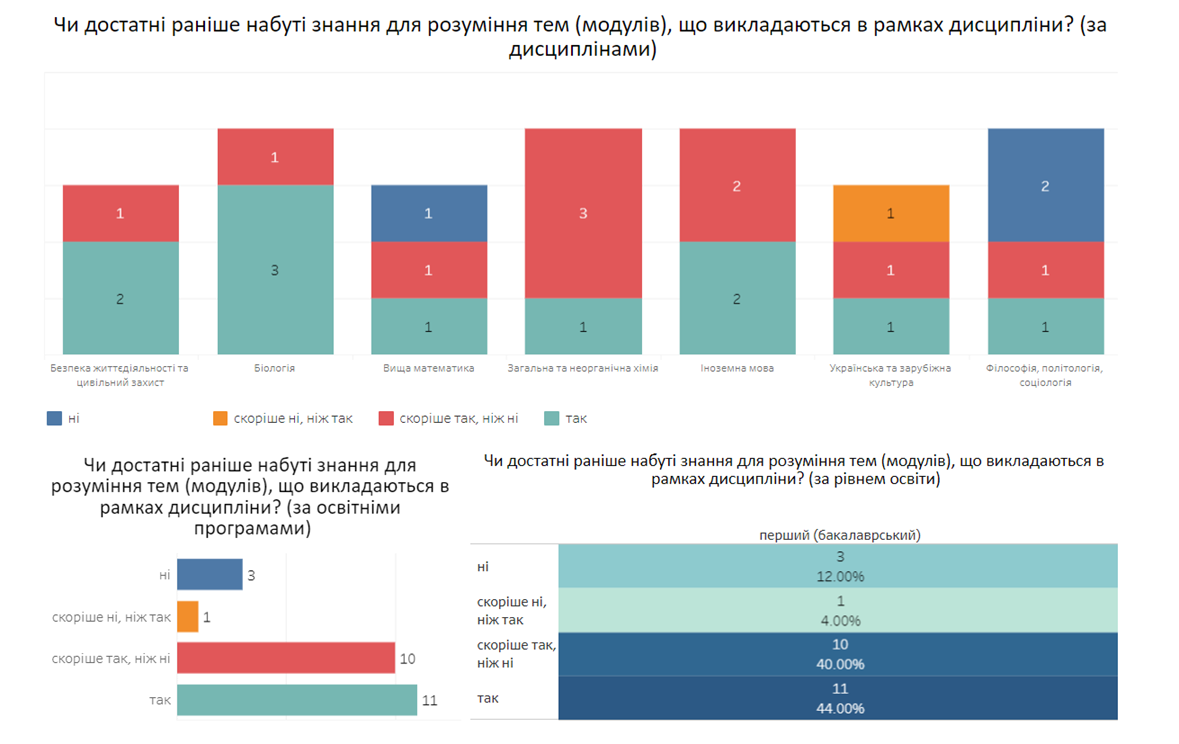 Чи достатні раніше набуті знання для розуміння тем (модулів), що викладаються в рамках дисципліни? (за
дисциплінами)
1
2
1
3
1
1
1
3
1
2
2
1
1
1
2
1
1
Безпека життєдіяльності та
цивільний захист
Біологія
Вища математика
Загальна та неорганічна хімія
Іноземна мова
Українська та зарубіжна
культура
Філософія, політологія,
соціологія
ні
скоріше ні, ніж так
скоріше так, ніж ні
так
Чи достатні раніше набуті знання для
розуміння тем (модулів), що викладаються в
рамках дисципліни? (за освітніми
програмами)
ні 3
скоріше ні, ніж так 1
скоріше так, ніж ні 10
так 11
Чи достатні раніше набуті знання для розуміння тем (модулів), що викладаються в
рамках дисципліни? (за рівнем освіти)
перший (бакалаврський)
ні
3
12.00%
скоріше ні,
ніж так
1
4.00%
скоріше так,
ніж ні
10
40.00%
так
11
44.00%